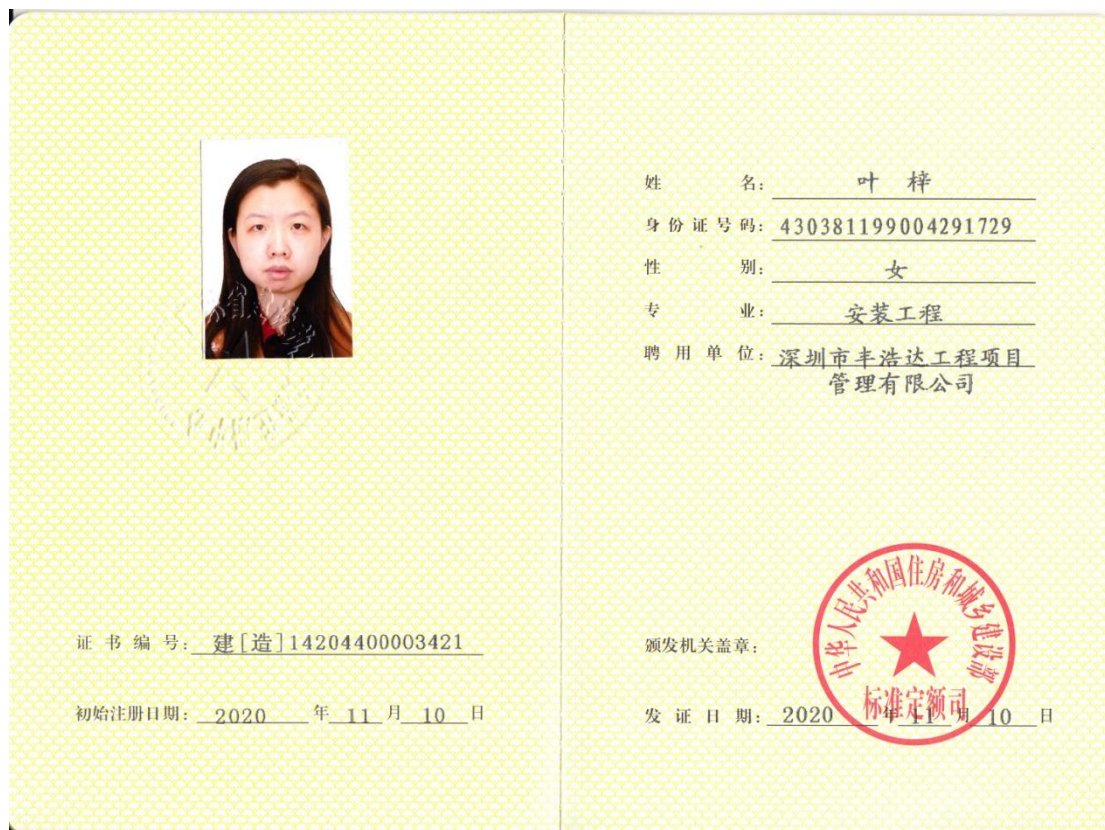 证书编号: 建[造]14204400003421
初始注册日期: 2020 年 11 月 10 日
姓名: 叶梓
身份证号码: 430381199004291729
性别: 女
专业: 安装工程
聘用单位: 深圳市丰浩达工程项目
管理有限公司
颁发机关盖章:
中华人民共和国住房和城乡建设部
标准定额司
发证日期: 2020 年 11 月 10 日